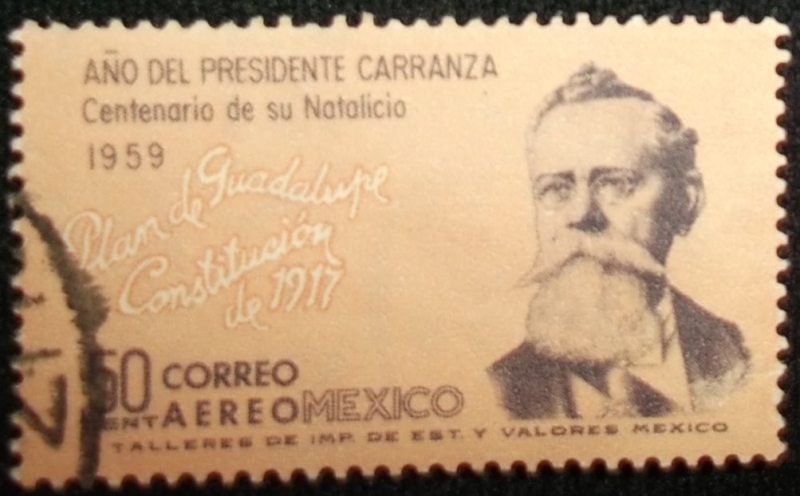 AÑO DEL PRESIDENTE CARRANZA
Centenario de su Natalicio
1959
Plan de Guadalupe
Constitución
de 1917
50 CORREO
CENT AEREO MEXICO
TALLERES DE IMP. DE EST. Y VALORES MEXICO